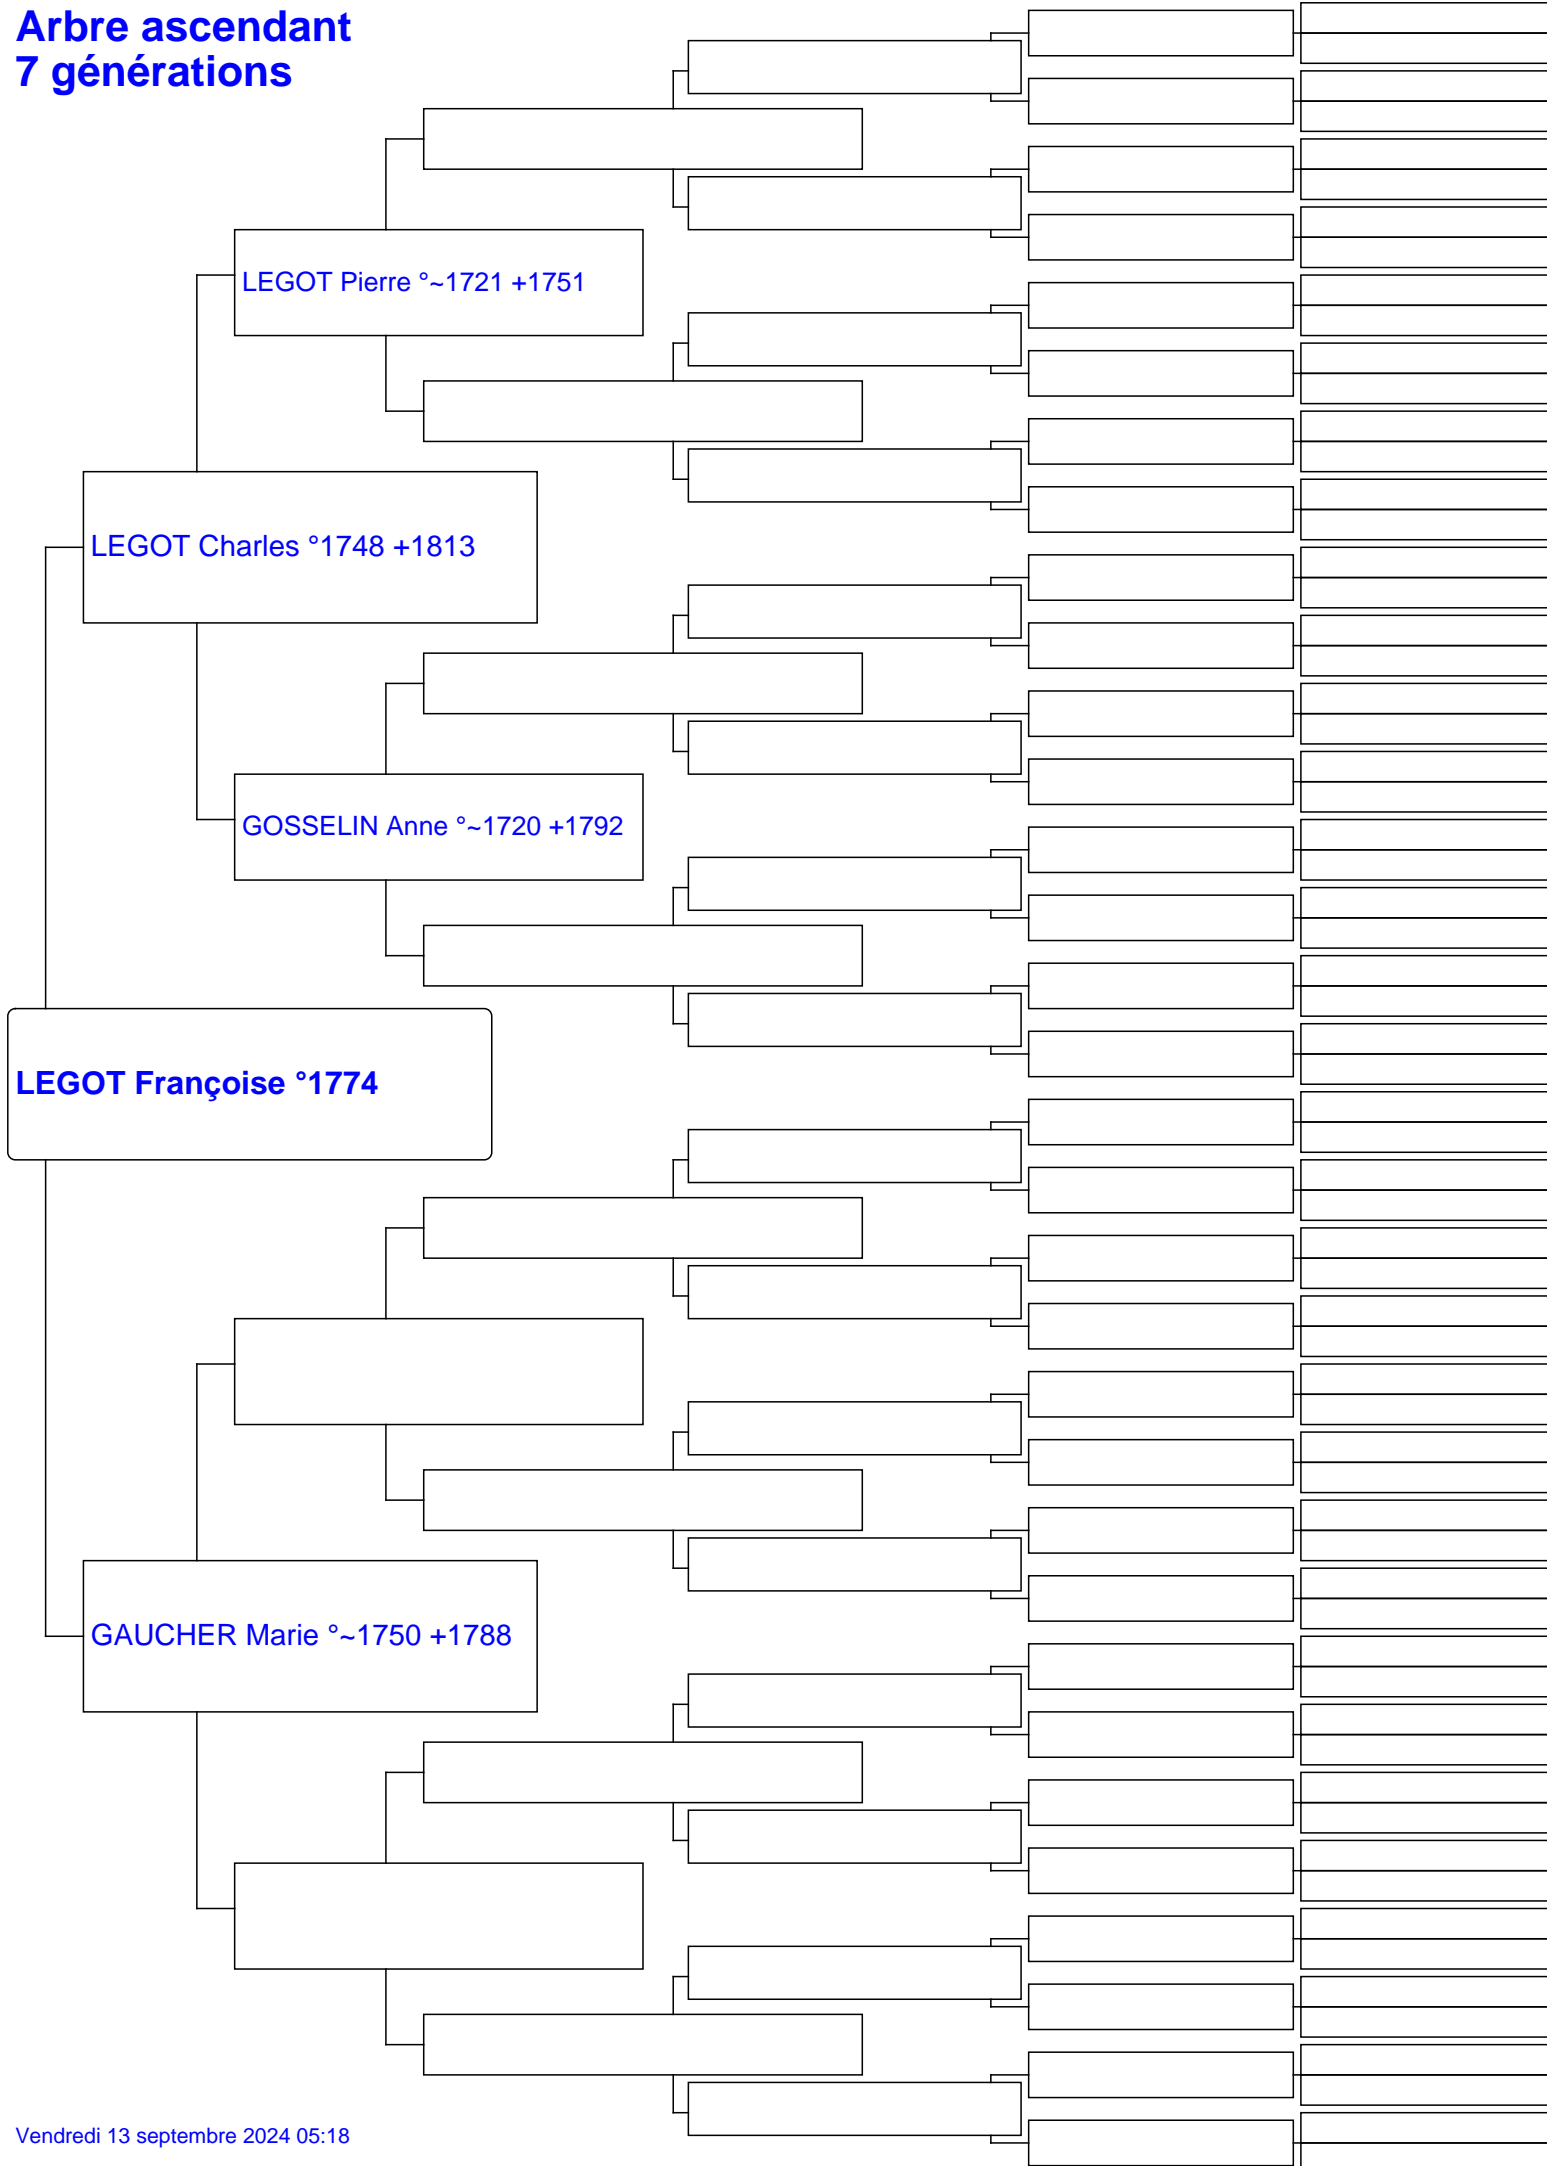 Arbre ascendant
7 générations
LEGOT Pierre °~1721 +1751
LEGOT Charles °1748 +1813
GOSSELIN Anne °~1720 +1792
LEGOT Françoise °1774
GAUCHER Marie °~1750 +1788
Vendredi 13 septembre 2024 05:18